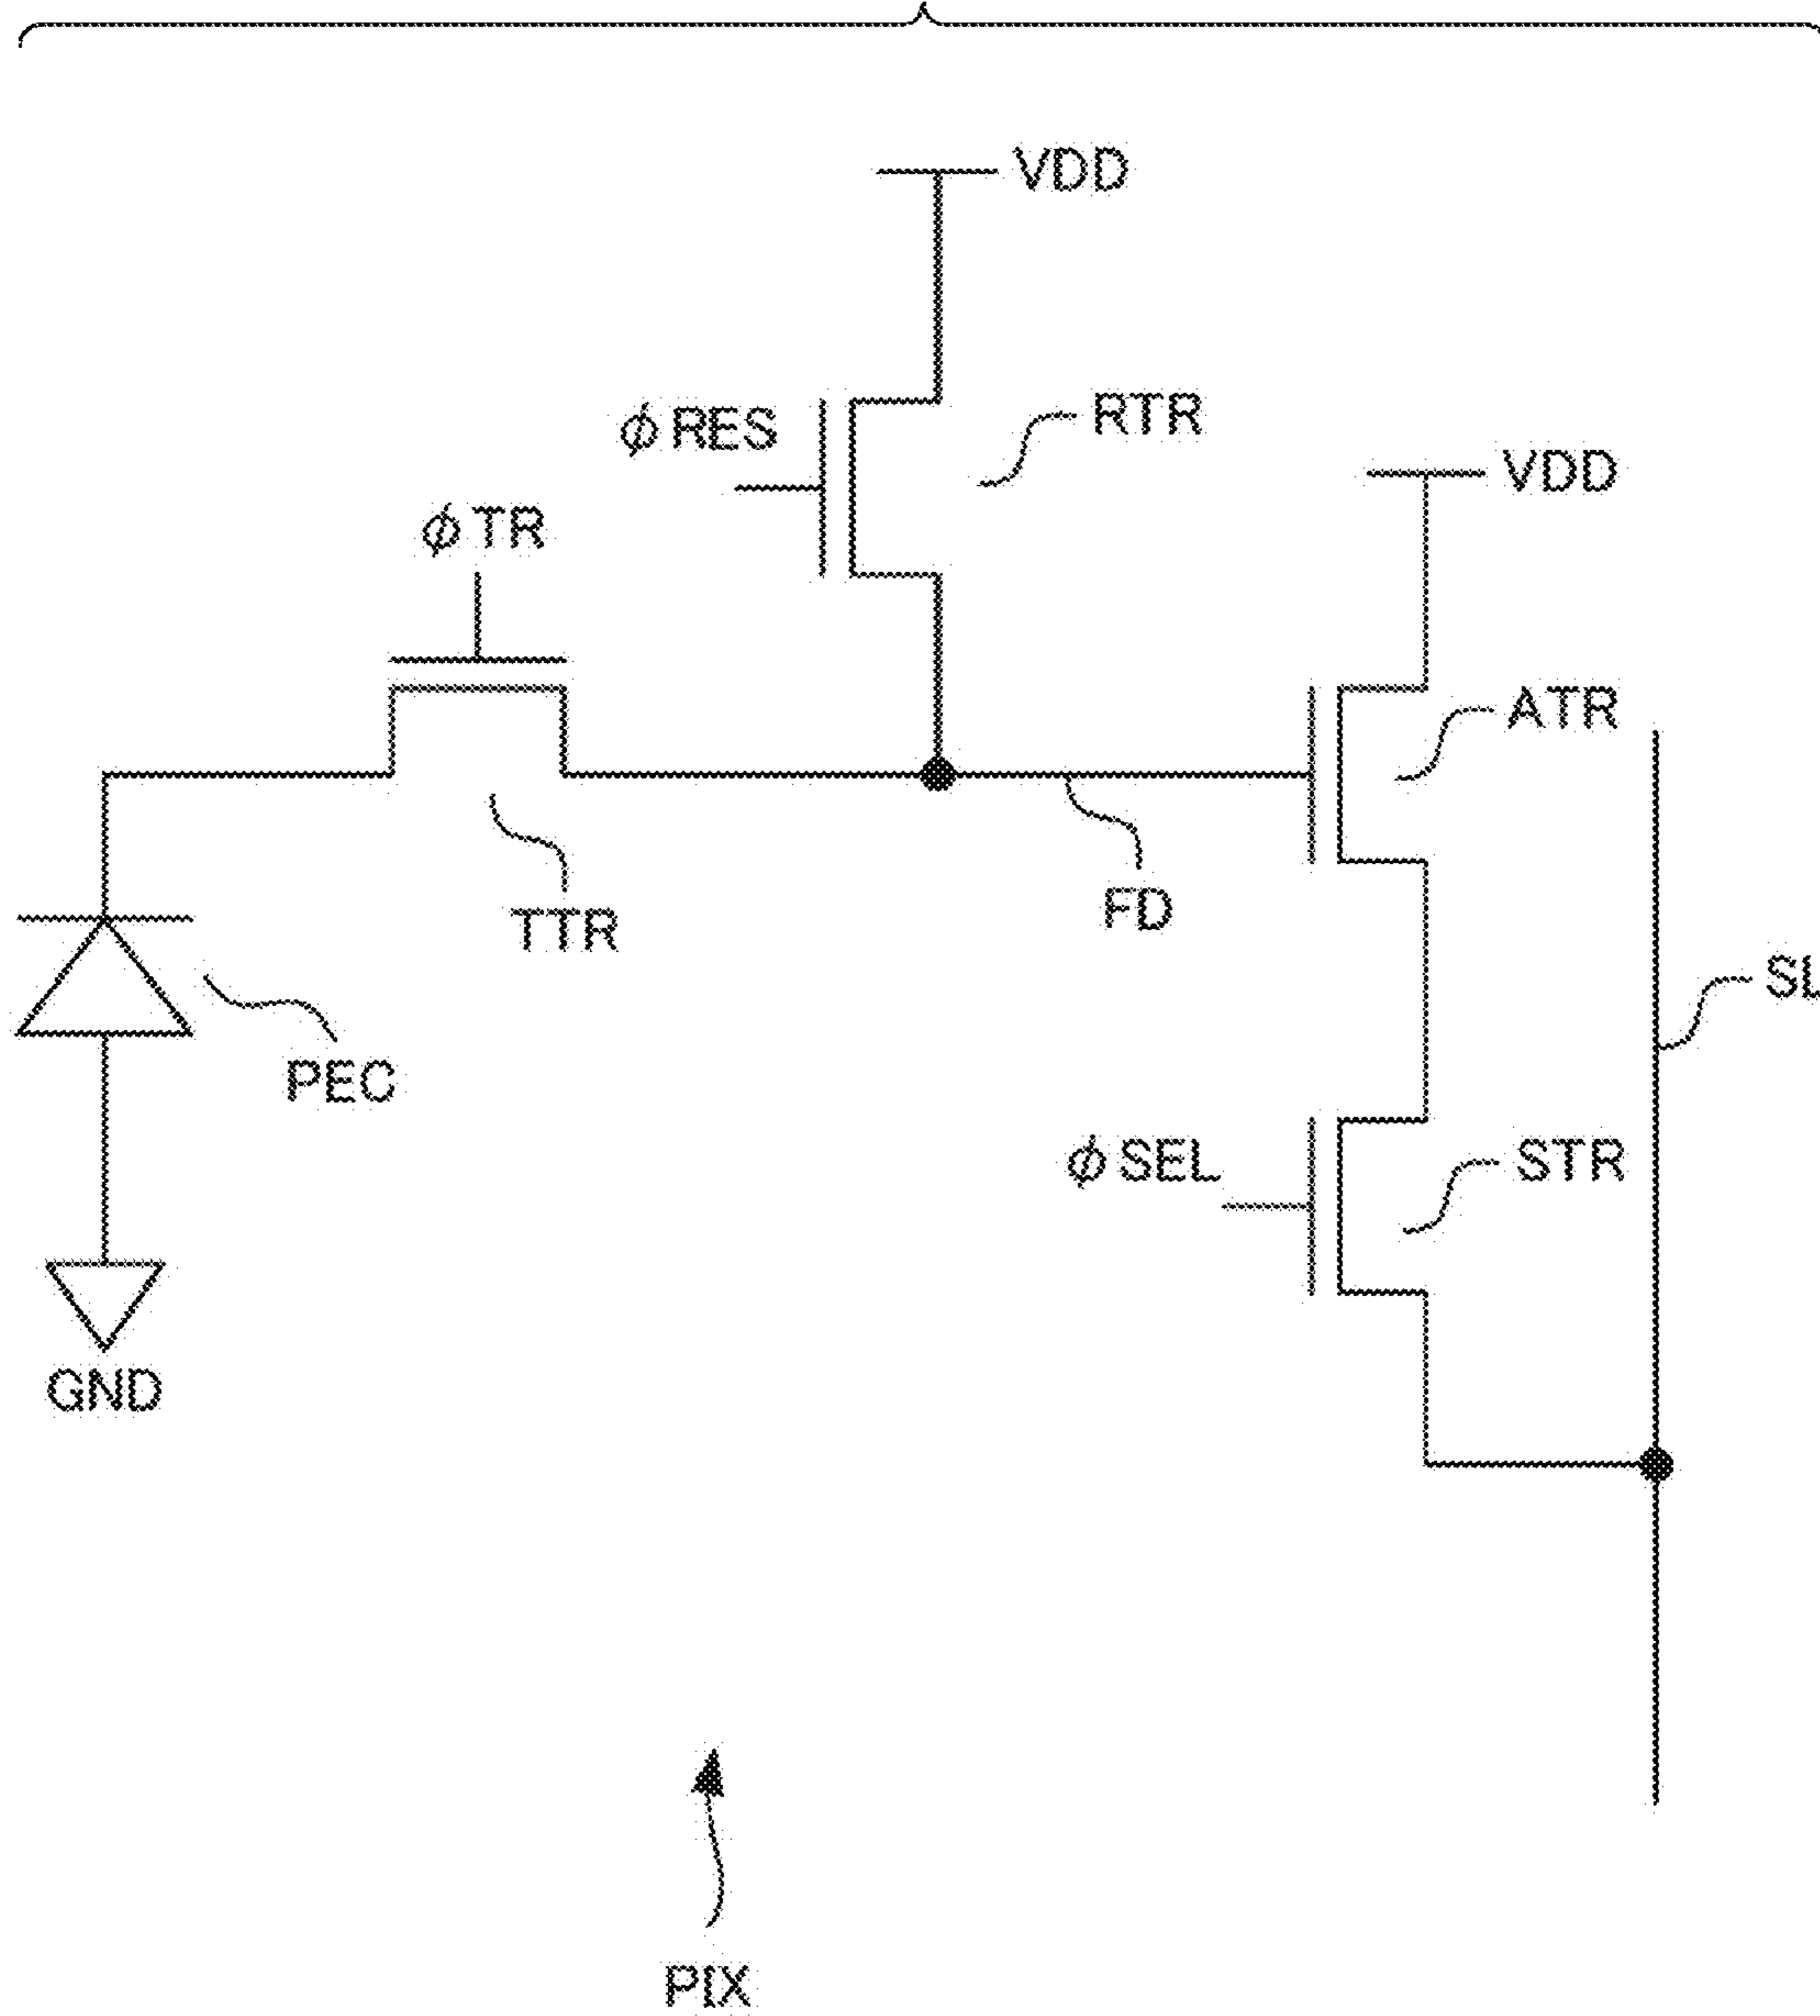 VDD
RTR
φRES
VDD
φTR
ATR
TTR
FD
SL
PEC
φSEL
STR
GND
PIX